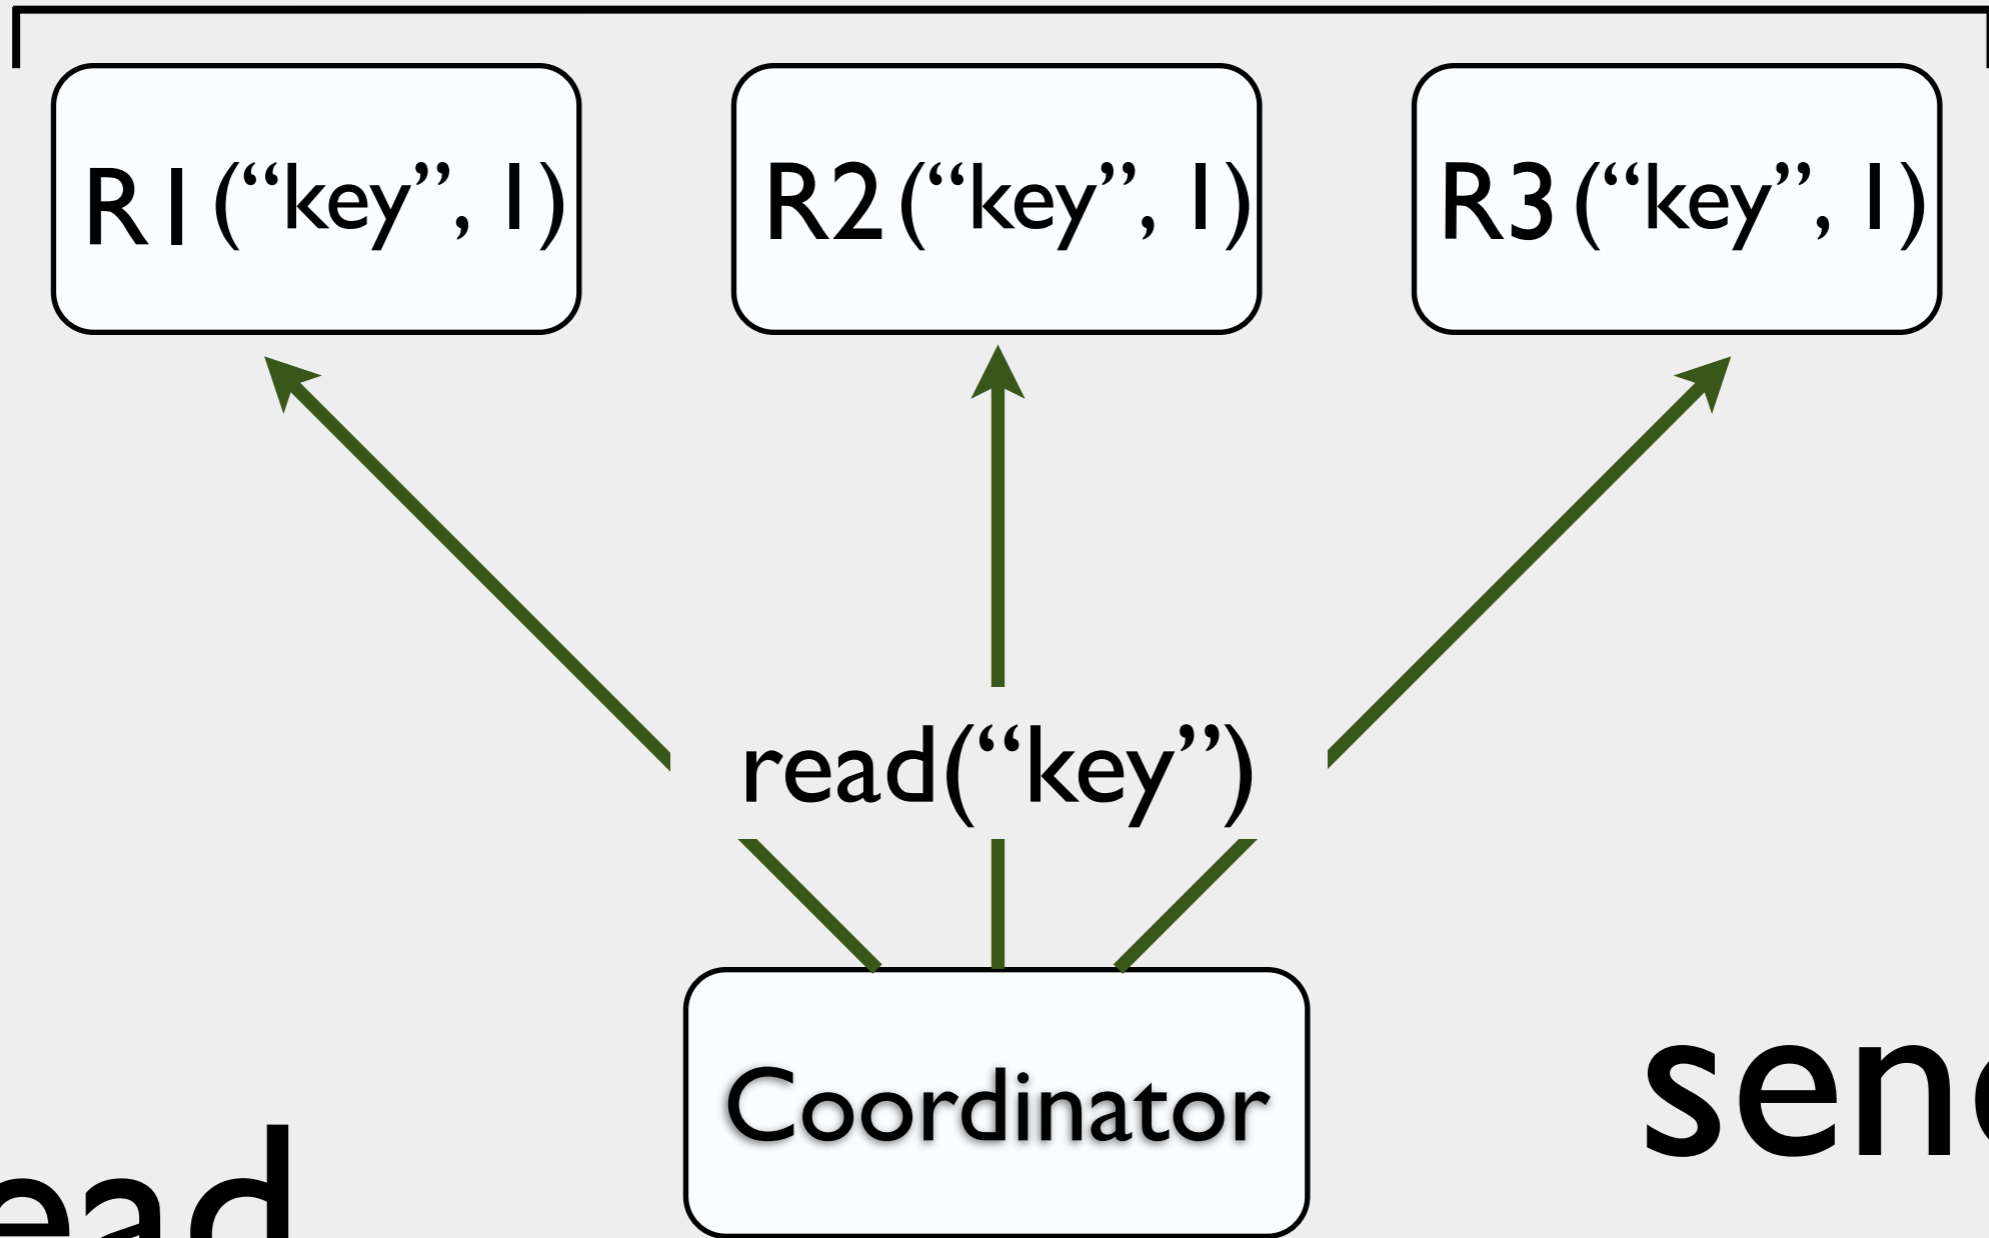 R1 (“key”, 1) R2 (“key”, 1) R3 (“key”, 1)
read(“key”)
Coordinator